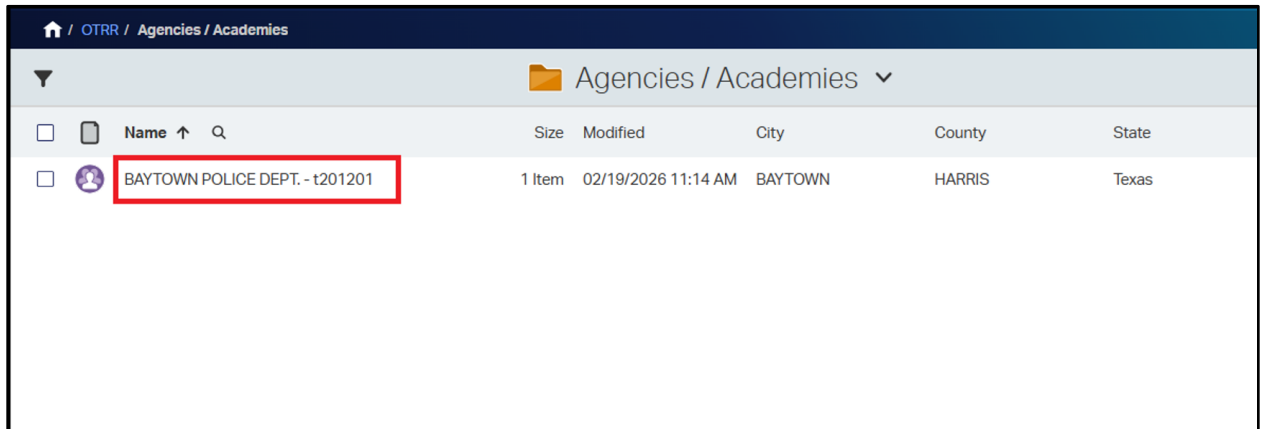 / OTRR / Agencies / Academies
Agencies / Academies
Name Size Modified City County State
BAYTOWN POLICE DEPT. - t201201 1 Item 02/19/2026 11:14 AM BAYTOWN HARRIS Texas